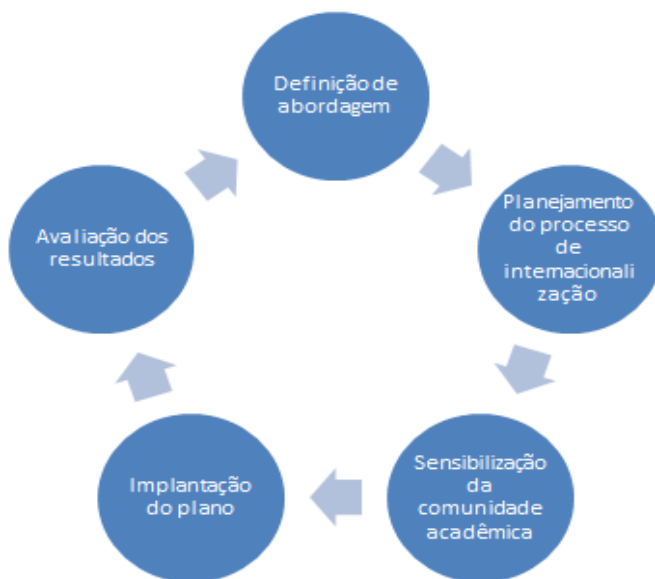 Definição de
abordagem
Planejamento
do processo
de
internacionali
zação
Sensibilização
da
comunidade
acadêmica
Implantação
do plano
Avaliação dos
resultados